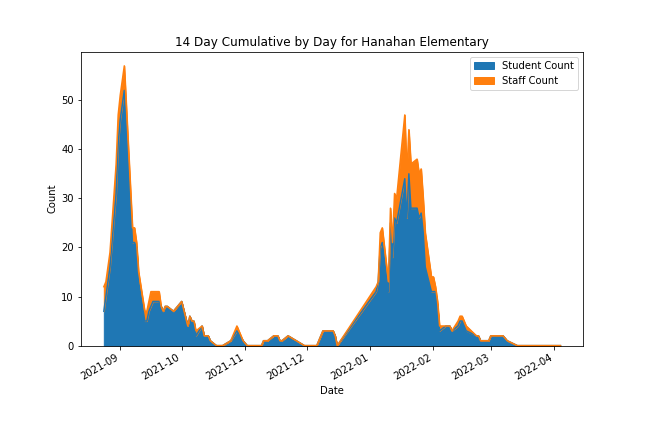 14 Day Cumulative by Day for Hanahan Elementary
Student Count
Staff Count
50
40
30
20
10
0
Count
2021-09
2021-10
2021-11
2021-12
2022-01
2022-02
2022-03
2022-04
Date